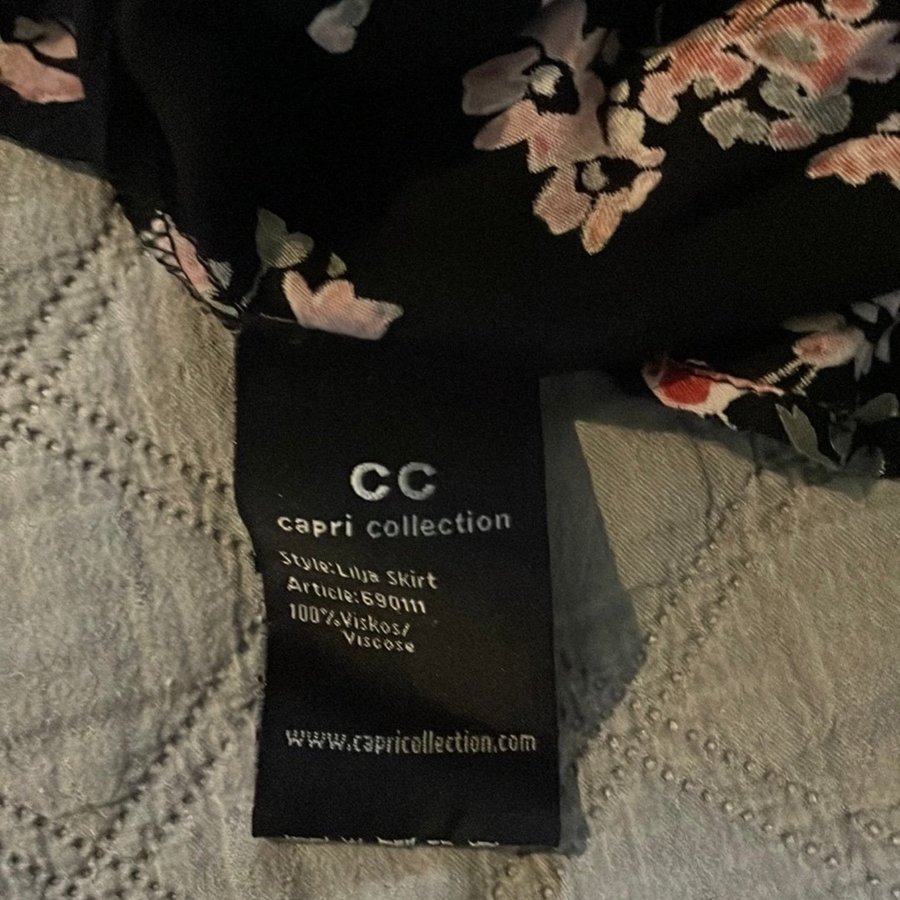 CC
capri collection
Style:Lilja Skirt
Article:690111
100%Viskos/
Viscose
www.capricollection.com